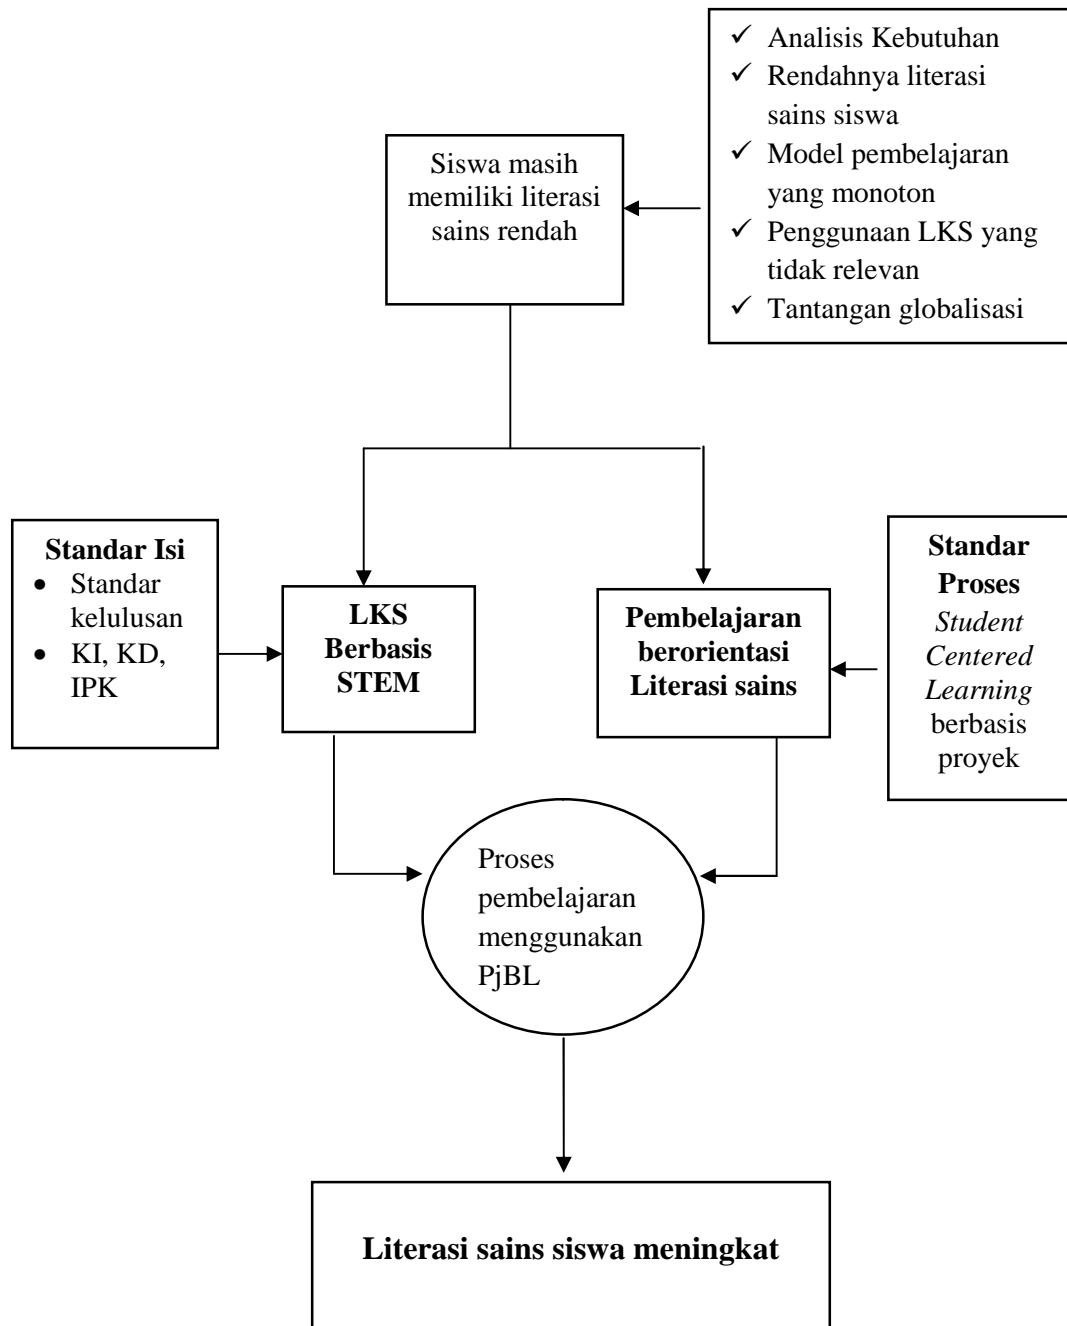 ✓ Analisis Kebutuhan
✓ Rendahnya literasi
sains siswa
✓ Model pembelajaran
yang monoton
✓ Penggunaan LKS yang
tidak relevan
✓ Tantangan globalisasi
Siswa masih
memiliki literasi
sains rendah
Standar Isi
• Standar
kelulusan
• KI, KD,
IPK
LKS
Berbasis
STEM
Pembelajaran
berorientasi
Literasi sains
Standar
Proses
Student
Centered
Learning
berbasis
proyek
Proses
pembelajaran
menggunakan
PjBL
Literasi sains siswa meningkat